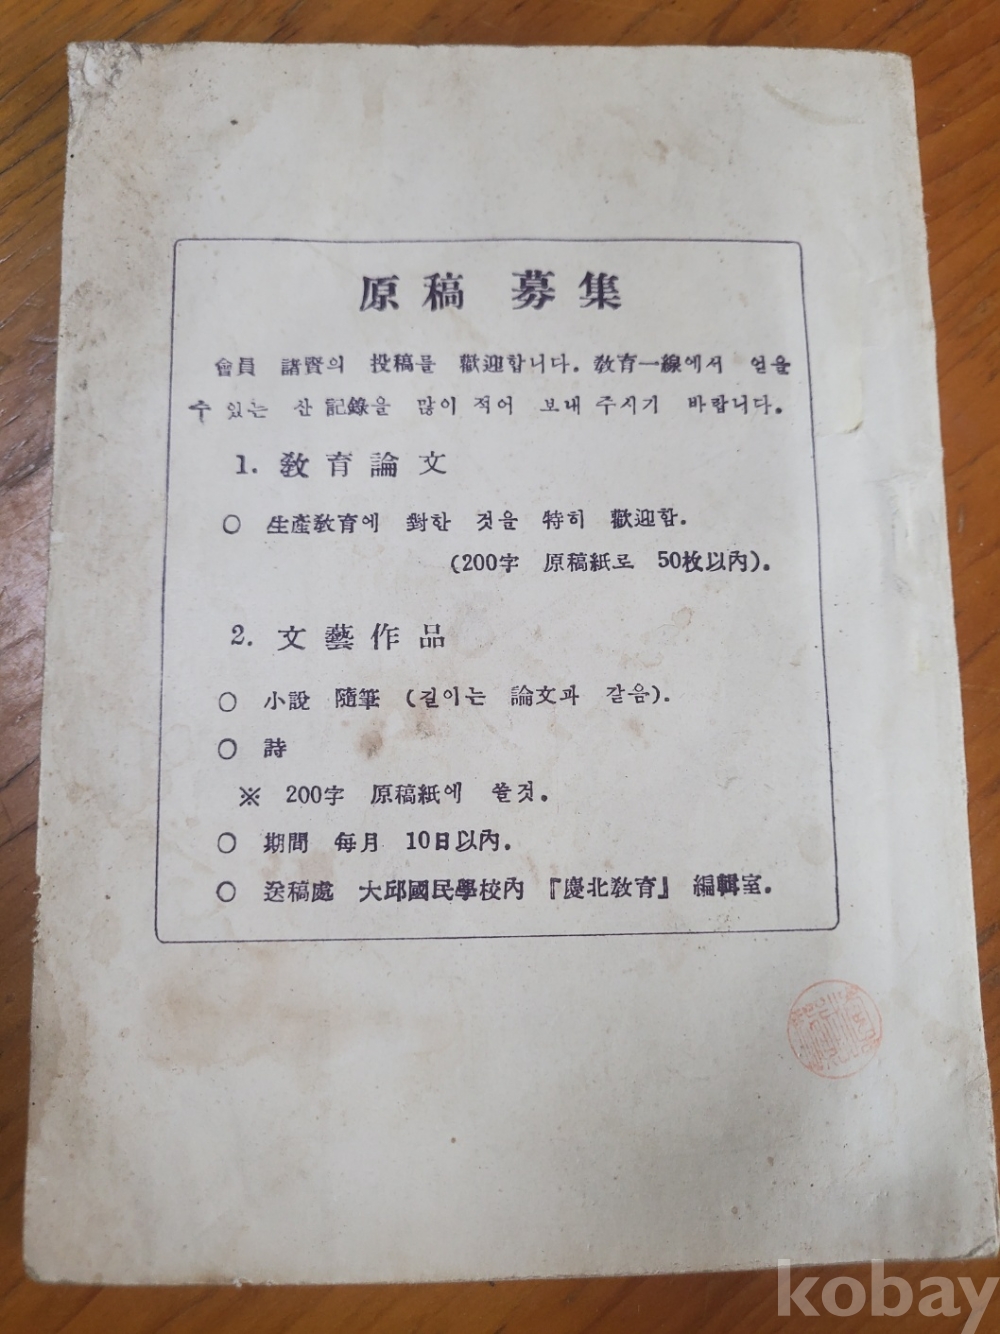 原稿 募集
會員 諸賢의 投稿를 歡迎합니다. 敎育一線에서 얻을
수 있는 산 記錄을 많이 적어 보내 주시기 바랍니다.
1. 敎育論文
○ 生產敎育에 對한 것을 特히 歡迎함.
(200字 原稿紙로 50枚以內).
2. 文藝作品
○ 小說 隨筆 (길이는 論文과 같음).
○ 詩
※ 200字 原稿紙에 쓸것.
○ 期間 每月 10日以內.
○ 送稿處 大邱國民學校內 『慶北敎育』 編輯室.
kobay